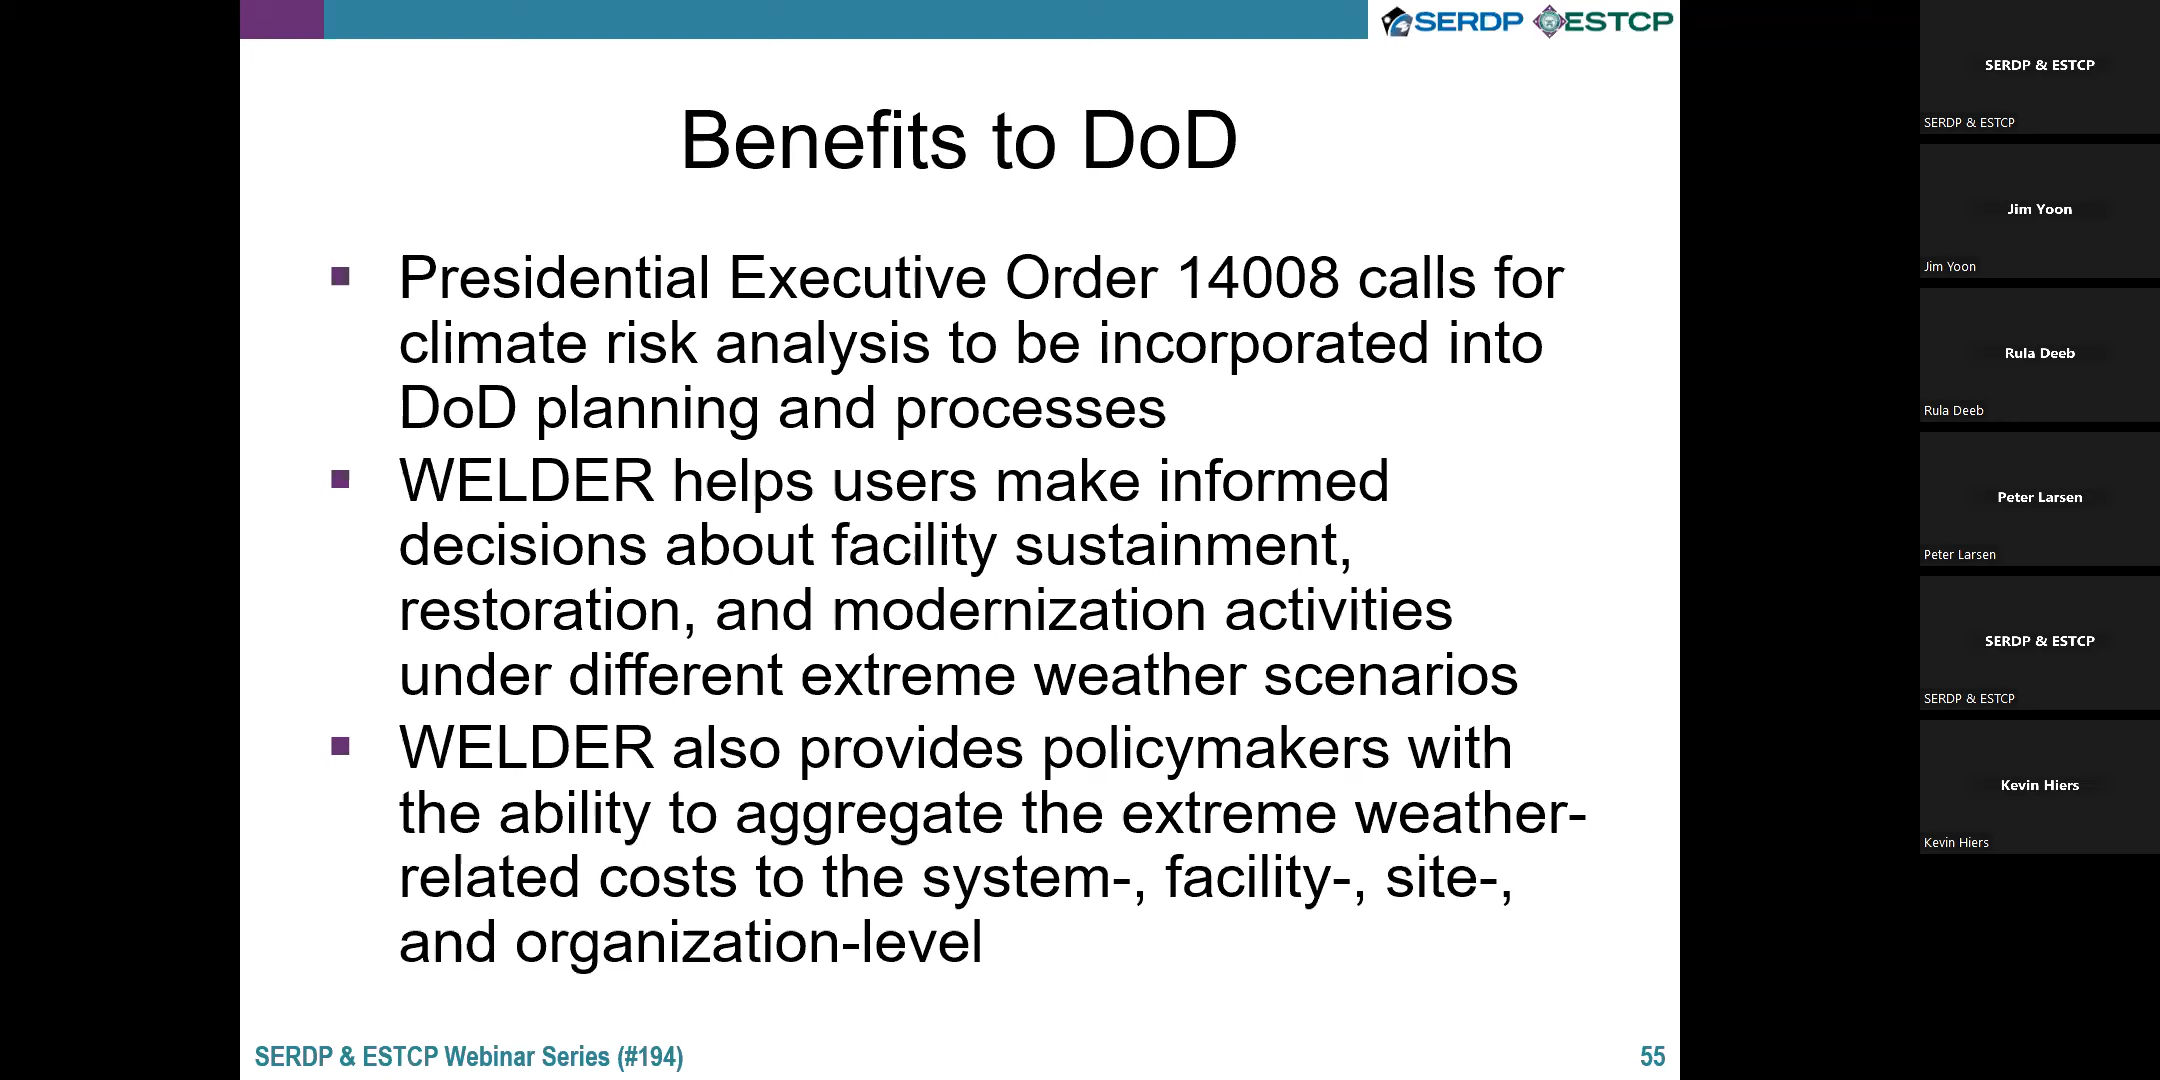 SERDP ESTCP
Benefits to DoD
▪ Presidential Executive Order 14008 calls for
climate risk analysis to be incorporated into
DoD planning and processes
▪ WELDER helps users make informed
decisions about facility sustainment,
restoration, and modernization activities
under different extreme weather scenarios
▪ WELDER also provides policymakers with
the ability to aggregate the extreme weather-
related costs to the system-, facility-, site-,
and organization-level
SERDP & ESTCP Webinar Series (#194)
55
SERDP & ESTCP
SERDP & ESTCP
Jim Yoon
Jim Yoon
Rula Deeb
Rula Deeb
Peter Larsen
Peter Larsen
SERDP & ESTCP
SERDP & ESTCP
Kevin Hiers
Kevin Hiers